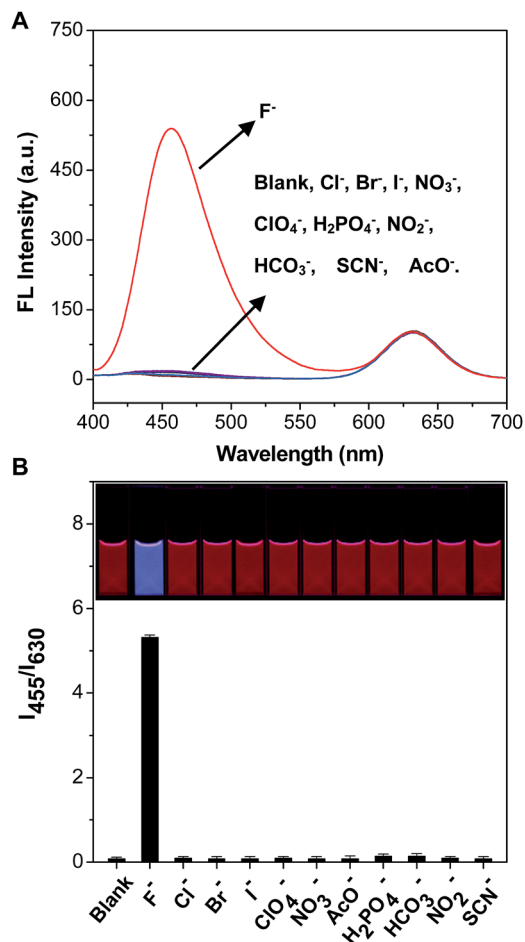 A
750
600
450
300
150
0
FL Intensity (a.u.)
F⁻
Blank, Cl⁻, Br⁻, I⁻, NO₃⁻,
ClO₄⁻, H₂PO₄⁻, NO₂⁻,
HCO₃⁻, SCN⁻, AcO⁻.
400 450 500 550 600 650 700
Wavelength (nm)
B
8
6
4
2
0
I₄₅₅/I₆₃₀
Blank F⁻ Cl⁻ Br⁻ I⁻ ClO₄⁻ NO₃⁻ AcO⁻ H₂PO₄⁻ HCO₃⁻ NO₂⁻ SCN⁻